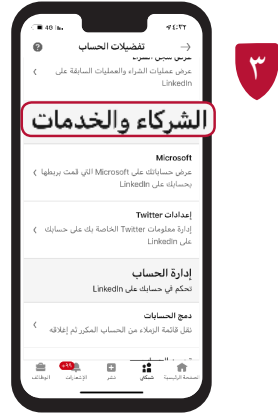 ٤:٢٢
4G
تفضيلات الحساب
عرض عمليات الشراء والعمليات السابقة على
LinkedIn
٣
الشركاء والخدمات
Microsoft
عرض حساباتك على Microsoft التي قمت بربطها
بحسابك على LinkedIn
إعدادات Twitter
إدارة معلومات Twitter الخاصة بك على حسابك
على LinkedIn
إدارة الحساب
تحكم في حسابك على LinkedIn
دمج الحسابات
نقل قائمة الزملاء من الحساب المكرر ثم إغلاقه
الصفحة الرئيسية
شبكتي
نشر
الإشعارات
الوظائف